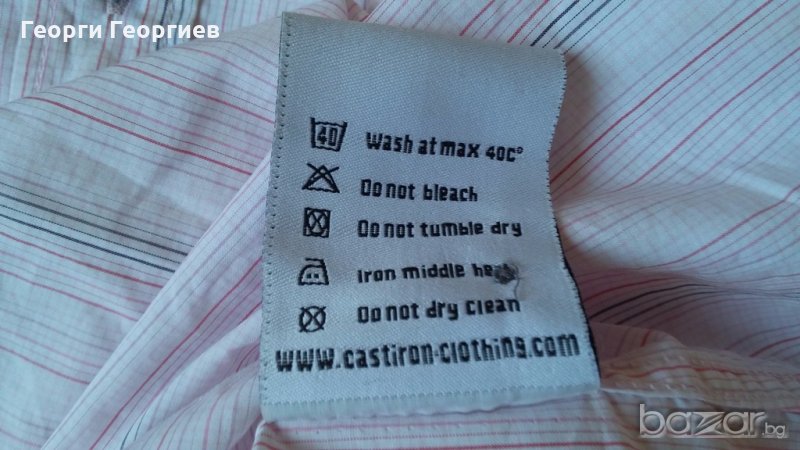 Георги Георгиев
40
Wash at max 40C°
Do not bleach
Do not tumble dry
Iron middle
Do not dry clean
www.castiron-clothing.com
bazar.bg